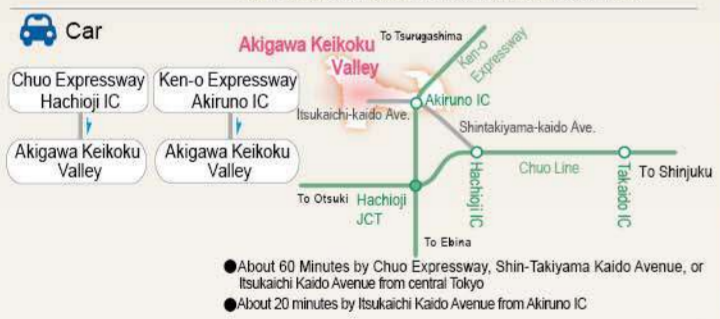 Car
Chuo Expressway
Hachioji IC
Akigawa Keikoku
Valley
Ken-o Expressway
Akiruno IC
Akigawa Keikoku
Valley
Akigawa Keikoku
Valley
To Tsurugashima
Ken-o
Expressway
Akiruno IC
Itsukaichi-kaido Ave.
Shintakiyama-kaido Ave.
Hachioji IC
Chuo Line
Takaido IC
To Shinjuku
To Otsuki
Hachioji
JCT
To Ebina
●About 60 Minutes by Chuo Expressway, Shin-Takiyama Kaido Avenue, or
Itsukaichi Kaido Avenue from central Tokyo
●About 20 minutes by Itsukaichi Kaido Avenue from Akiruno IC